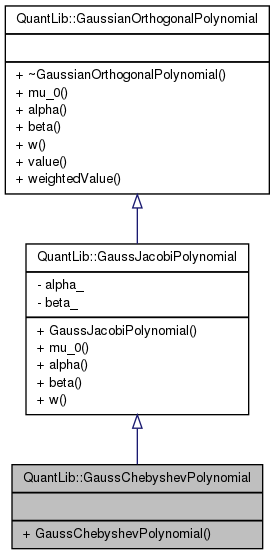 QuantLib::GaussianOrthogonalPolynomial
+ ~GaussianOrthogonalPolynomial()
+ mu_0()
+ alpha()
+ beta()
+ w()
+ value()
+ weightedValue()
QuantLib::GaussJacobiPolynomial
- alpha_
- beta_
+ GaussJacobiPolynomial()
+ mu_0()
+ alpha()
+ beta()
+ w()
QuantLib::GaussChebyshevPolynomial
+ GaussChebyshevPolynomial()